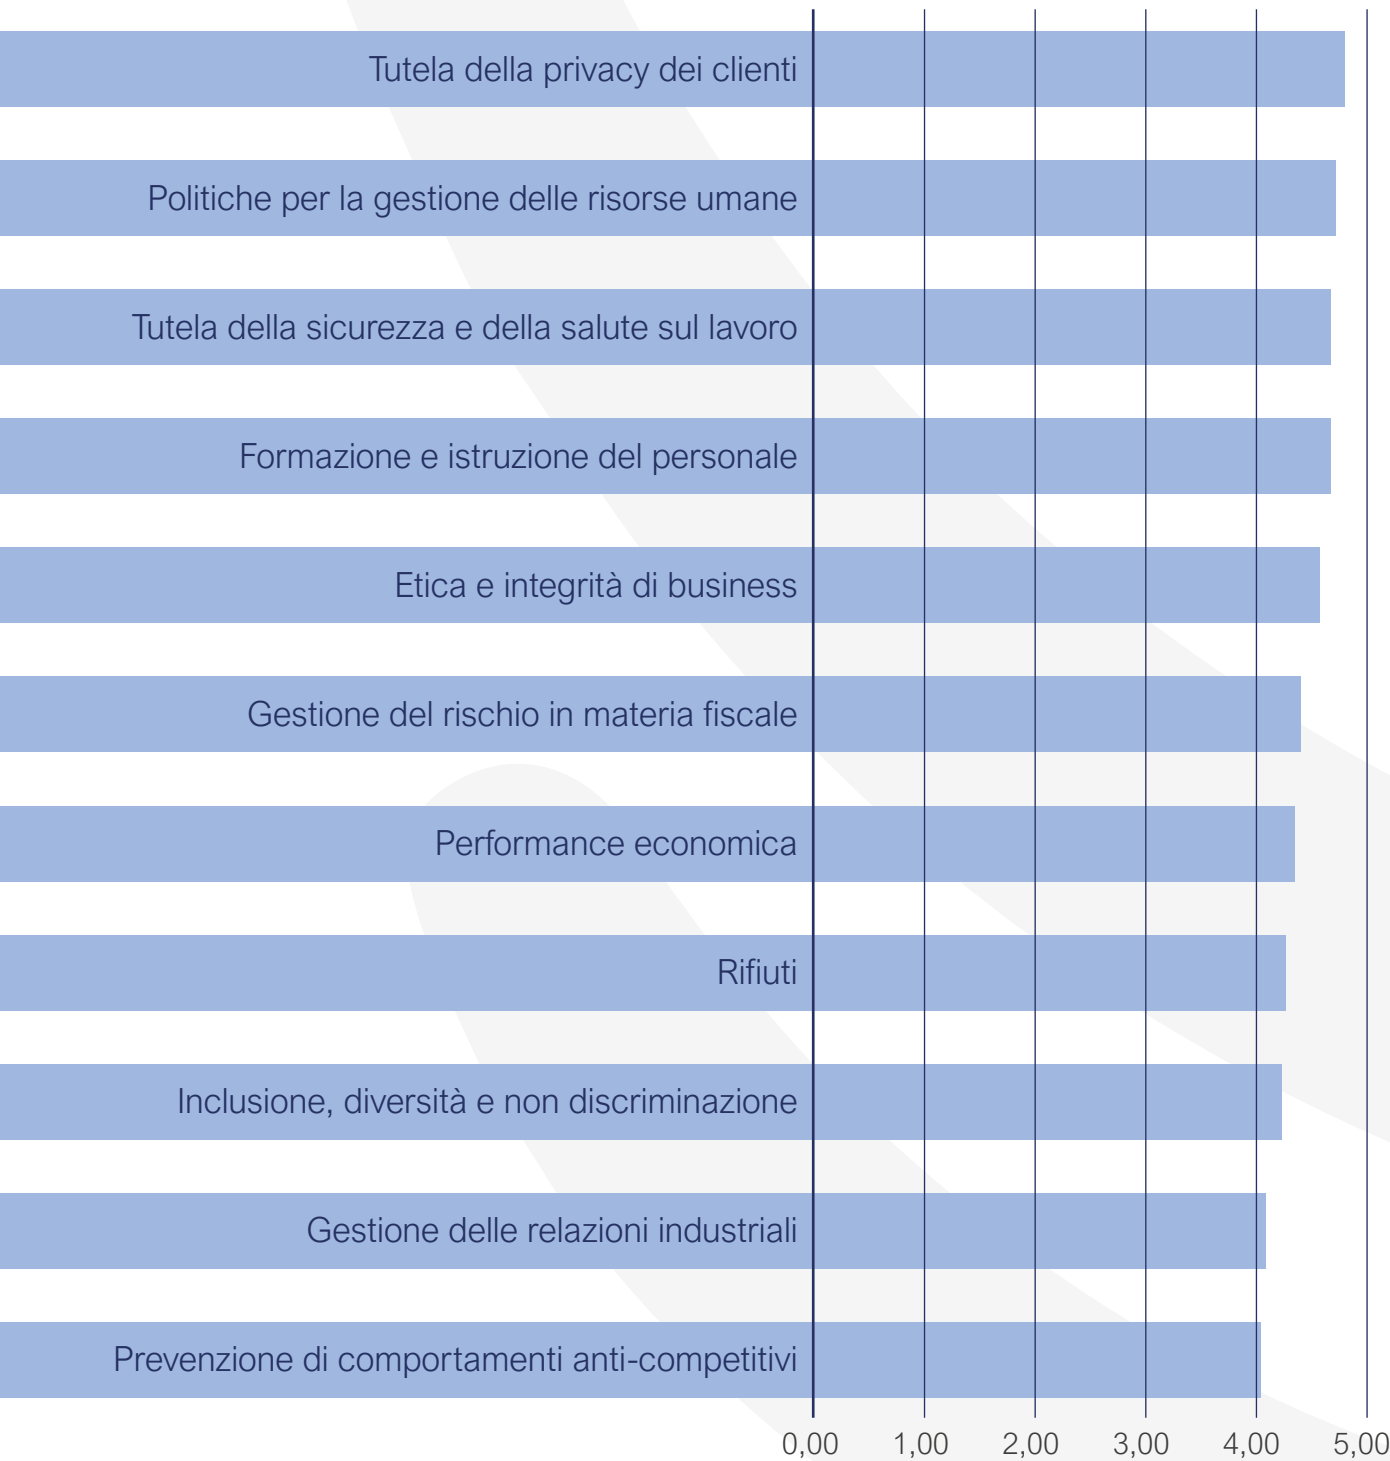 Tutela della privacy dei clienti
Politiche per la gestione delle risorse umane
Tutela della sicurezza e della salute sul lavoro
Formazione e istruzione del personale
Etica e integrità di business
Gestione del rischio in materia fiscale
Performance economica
Rifiuti
Inclusione, diversità e non discriminazione
Gestione delle relazioni industriali
Prevenzione di comportamenti anti-competitivi
0,00 1,00 2,00 3,00 4,00 5,00